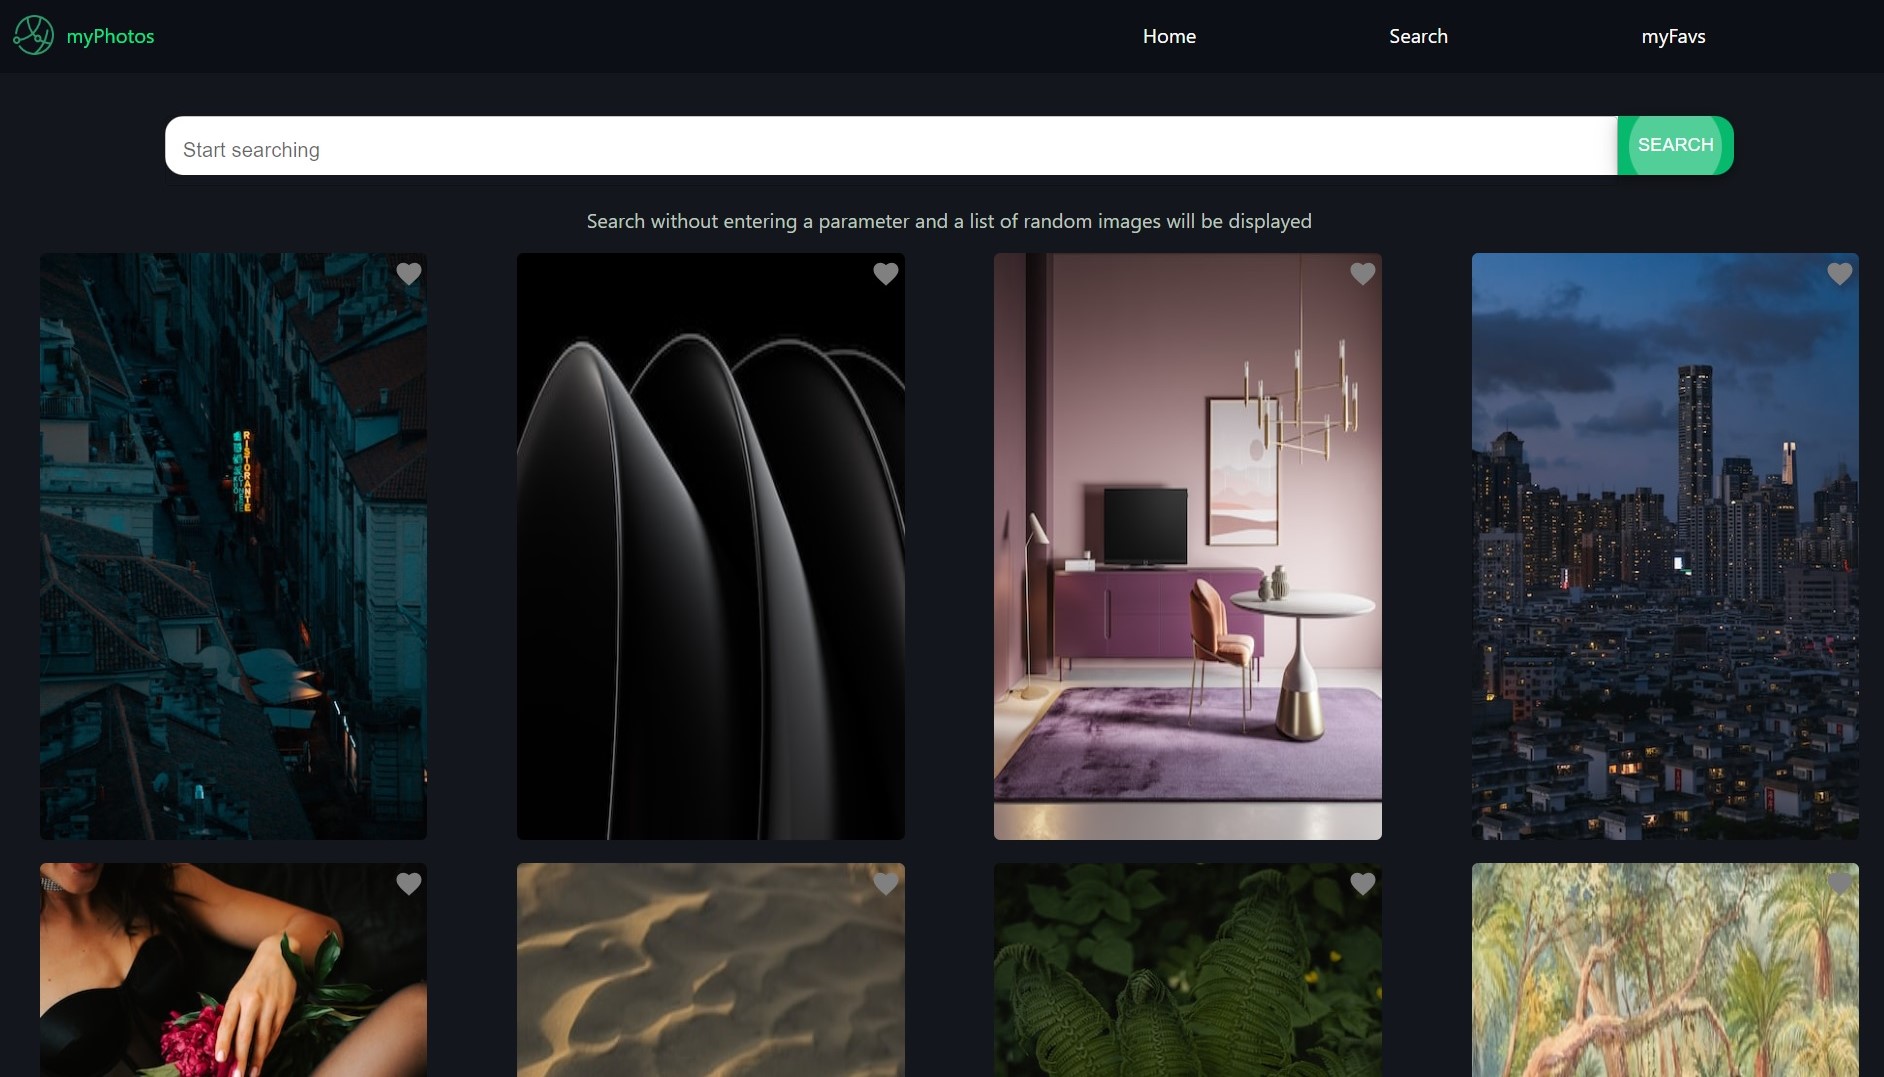 myPhotos
Home
Search
myFavs
Start searching
SEARCH
Search without entering a parameter and a list of random images will be displayed
RISTORANTE